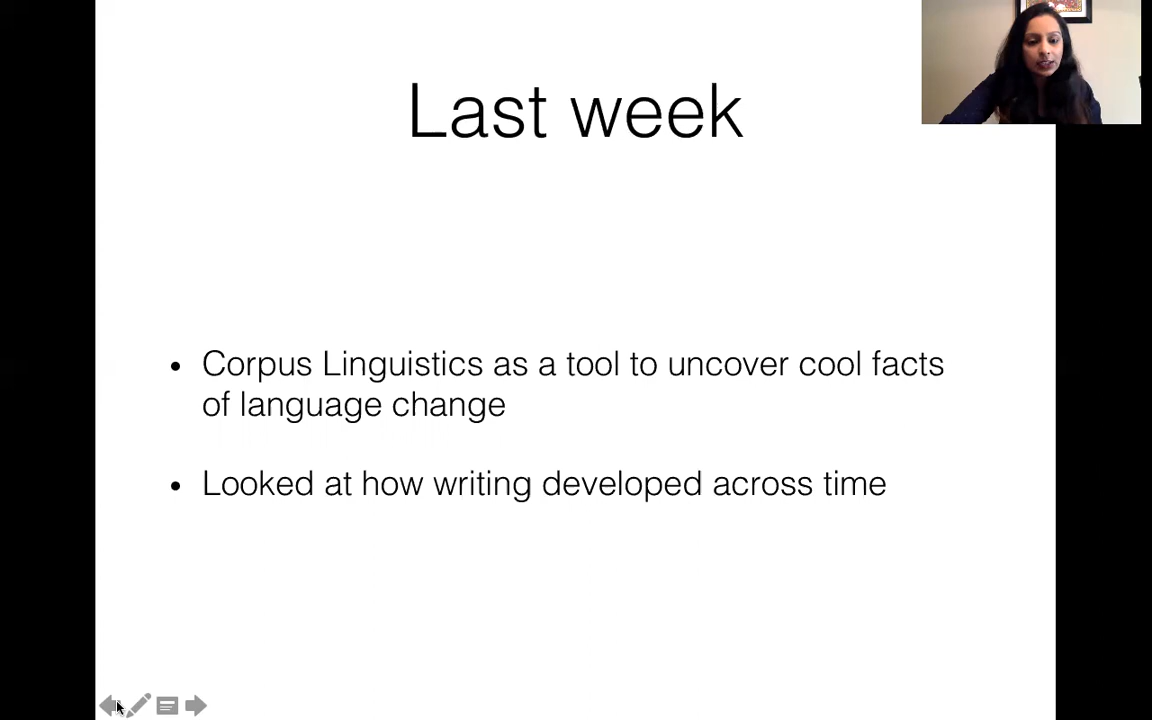 Last week
• Corpus Linguistics as a tool to uncover cool facts
of language change
• Looked at how writing developed across time